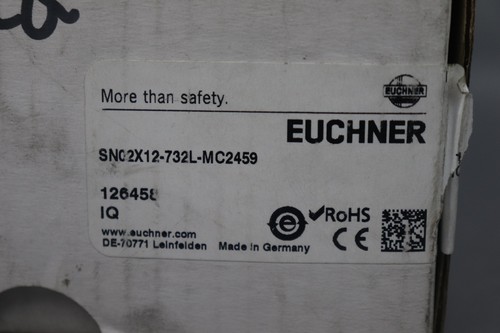 EUCHNER
More than safety.
EUCHNER
SN02X12-732L-MC2459
126458
IQ
RoHS
www.euchner.com
DE-70771 Leinfelden Made in Germany
CE